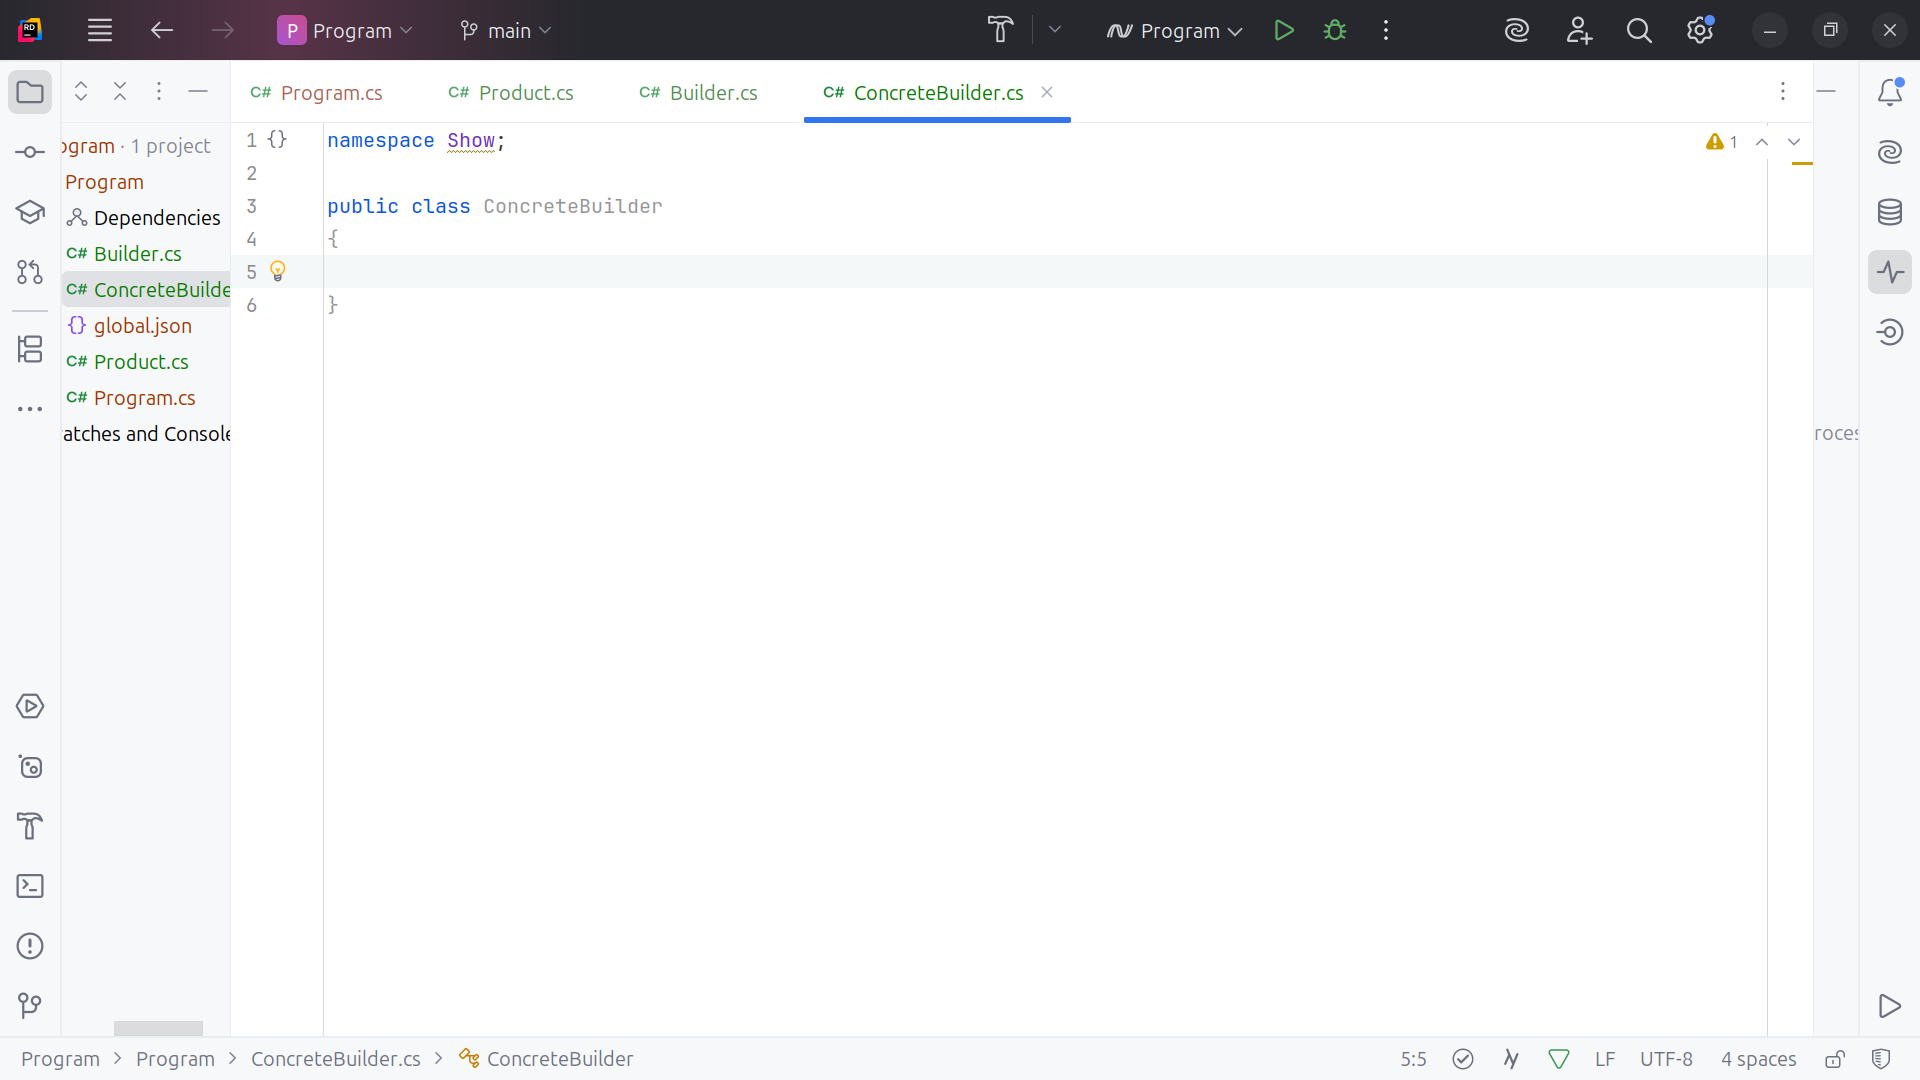 P Program main Program
C# Program.cs C# Product.cs C# Builder.cs C# ConcreteBuilder.cs
ogram · 1 project
Program
Dependencies
C# Builder.cs
C# ConcreteBuilde
{} global.json
C# Product.cs
C# Program.cs
atches and Console
1 {} namespace Show;
2
3 public class ConcreteBuilder
4 {
5
6 }
1
roces
Program > Program > ConcreteBuilder.cs > ConcreteBuilder
5:5 LF UTF-8 4 spaces